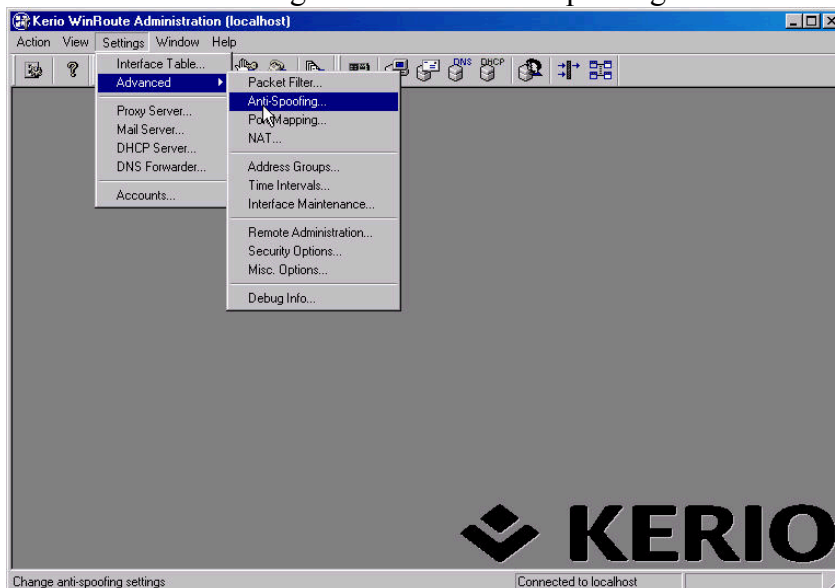 Kerio WinRoute Administration (localhost)
Action View Settings Window Help
DNS DHCP
Interface Table...
Advanced
Proxy Server...
Mail Server...
DHCP Server...
DNS Forwarder...
Accounts...
Packet Filter...
Anti-Spoofing...
Port Mapping...
NAT...
Address Groups...
Time Intervals...
Interface Maintenance...
Remote Administration...
Security Options...
Misc. Options...
Debug Info...
KERIO
Change anti-spoofing settings
Connected to localhost